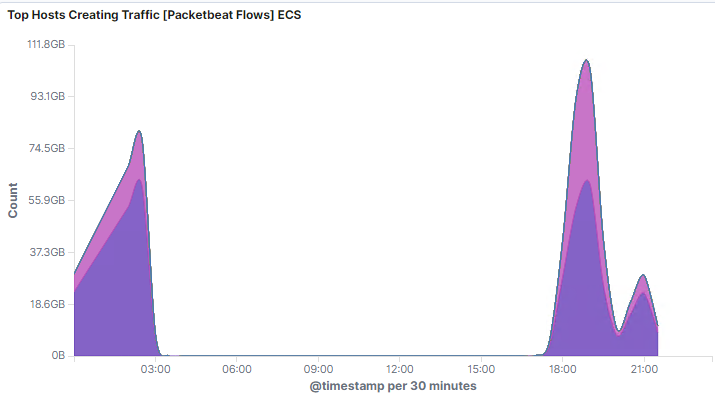 Top Hosts Creating Traffic [Packetbeat Flows] ECS
111.8GB
93.1GB
74.5GB
55.9GB
37.3GB
18.6GB
0B
Count
03:00 06:00 09:00 12:00 15:00 18:00 21:00
@timestamp per 30 minutes